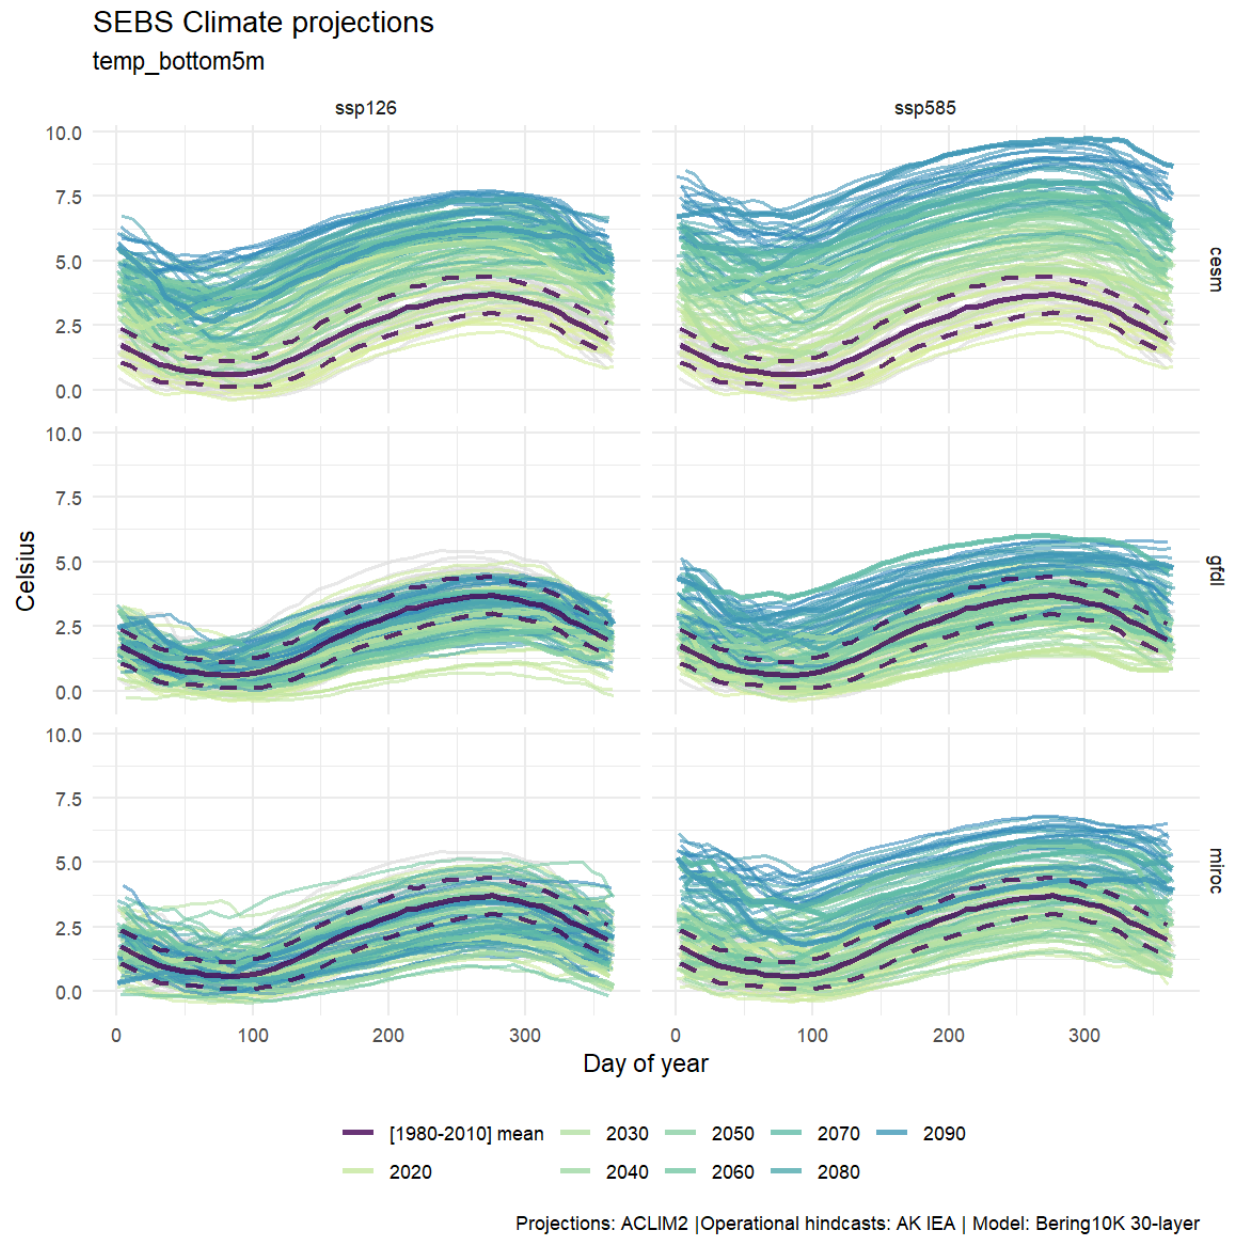 SEBS Climate projections
temp_bottom5m
ssp126 ssp585
10.0
7.5
5.0
2.5
0.0
cesm
10.0
7.5
5.0
2.5
0.0
gfdl
10.0
7.5
5.0
2.5
0.0
miroc
Celsius
0 100 200 300 0 100 200 300
Day of year
[1980-2010] mean 2030 2050 2070 2090
2020 2040 2060 2080
Projections: ACLIM2 |Operational hindcasts: AK IEA | Model: Bering10K 30-layer